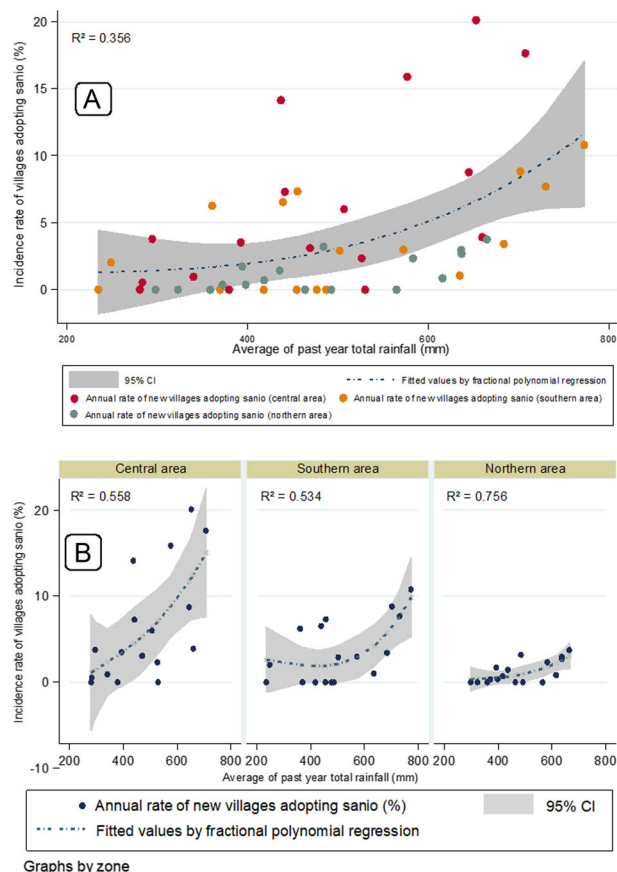 20
R² = 0.356
A
15
10
5
0
Incidence rate of villages adopting sanio (%)
200 400 600 800
Average of past year total rainfall (mm)
95% CI Fitted values by fractional polynomial regression
Annual rate of new villages adopting sanio (central area) Annual rate of new villages adopting sanio (southern area)
Annual rate of new villages adopting sanio (northern area)
Central area Southern area Northern area
R² = 0.558 R² = 0.534 R² = 0.756
20
B
10
0
-10
Incidence rate of villages adopting sanio (%)
200 400 600 800 200 400 600 800 200 400 600 800
Average of past year total rainfall (mm)
Annual rate of new villages adopting sanio (%) 95% CI
Fitted values by fractional polynomial regression
Graphs by zone